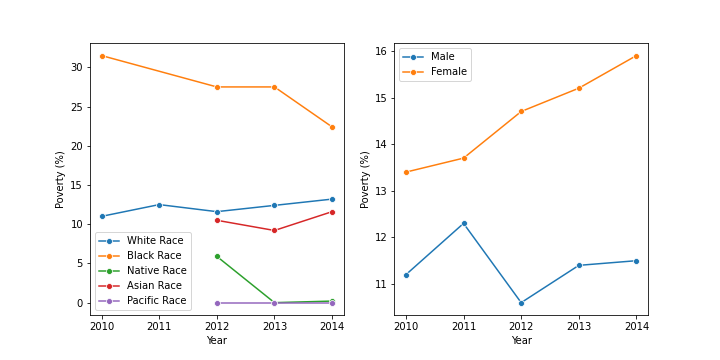 Poverty (%)
30
25
20
15
10
5
0
White Race
Black Race
Native Race
Asian Race
Pacific Race
2010 2011 2012 2013 2014
Year
Poverty (%)
16
15
14
13
12
11
Male
Female
2010 2011 2012 2013 2014
Year